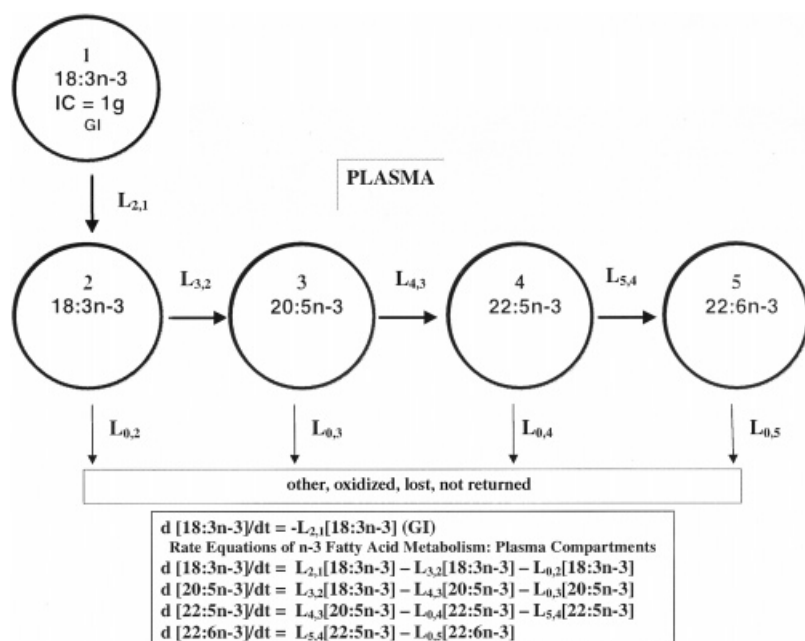 1
18:3n-3
IC = 1g
GI
PLASMA
L2,1
2
18:3n-3
L3,2
3
20:5n-3
L4,3
4
22:5n-3
L5,4
5
22:6n-3
L0,2
L0,3
L0,4
L0,5
other, oxidized, lost, not returned
d [18:3n-3]/dt = -L2,1[18:3n-3] (GI)
Rate Equations of n-3 Fatty Acid Metabolism: Plasma Compartments
d [18:3n-3]/dt = L2,1[18:3n-3] – L3,2[18:3n-3] – L0,2[18:3n-3]
d [20:5n-3]/dt = L3,2[18:3n-3] – L4,3[20:5n-3] – L0,3[20:5n-3]
d [22:5n-3]/dt = L4,3[20:5n-3] – L0,4[22:5n-3] – L5,4[22:5n-3]
d [22:6n-3]/dt = L5,4[22:5n-3] – L0,5[22:6n-3]